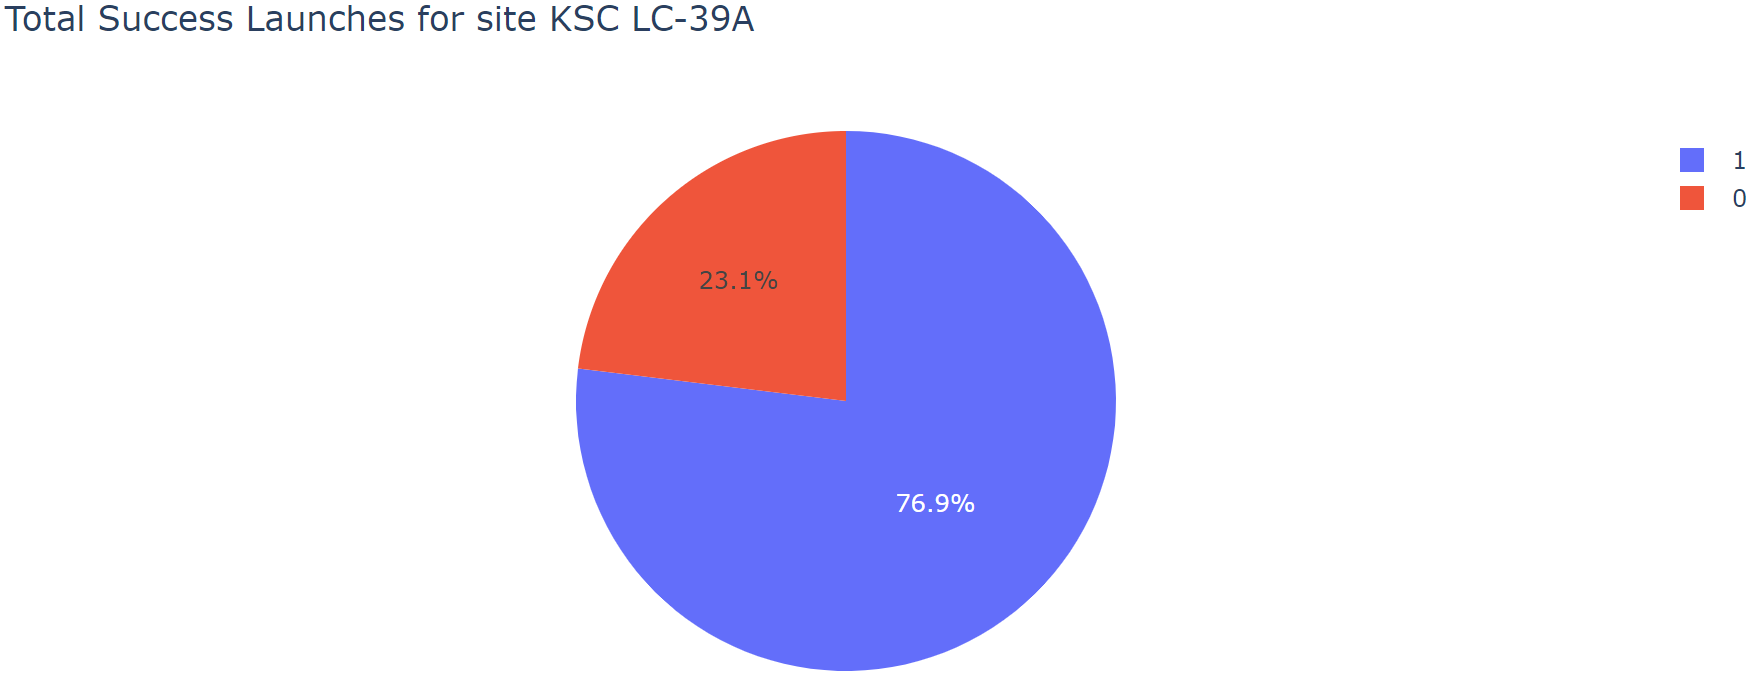 Total Success Launches for site KSC LC-39A
1
0
23.1%
76.9%